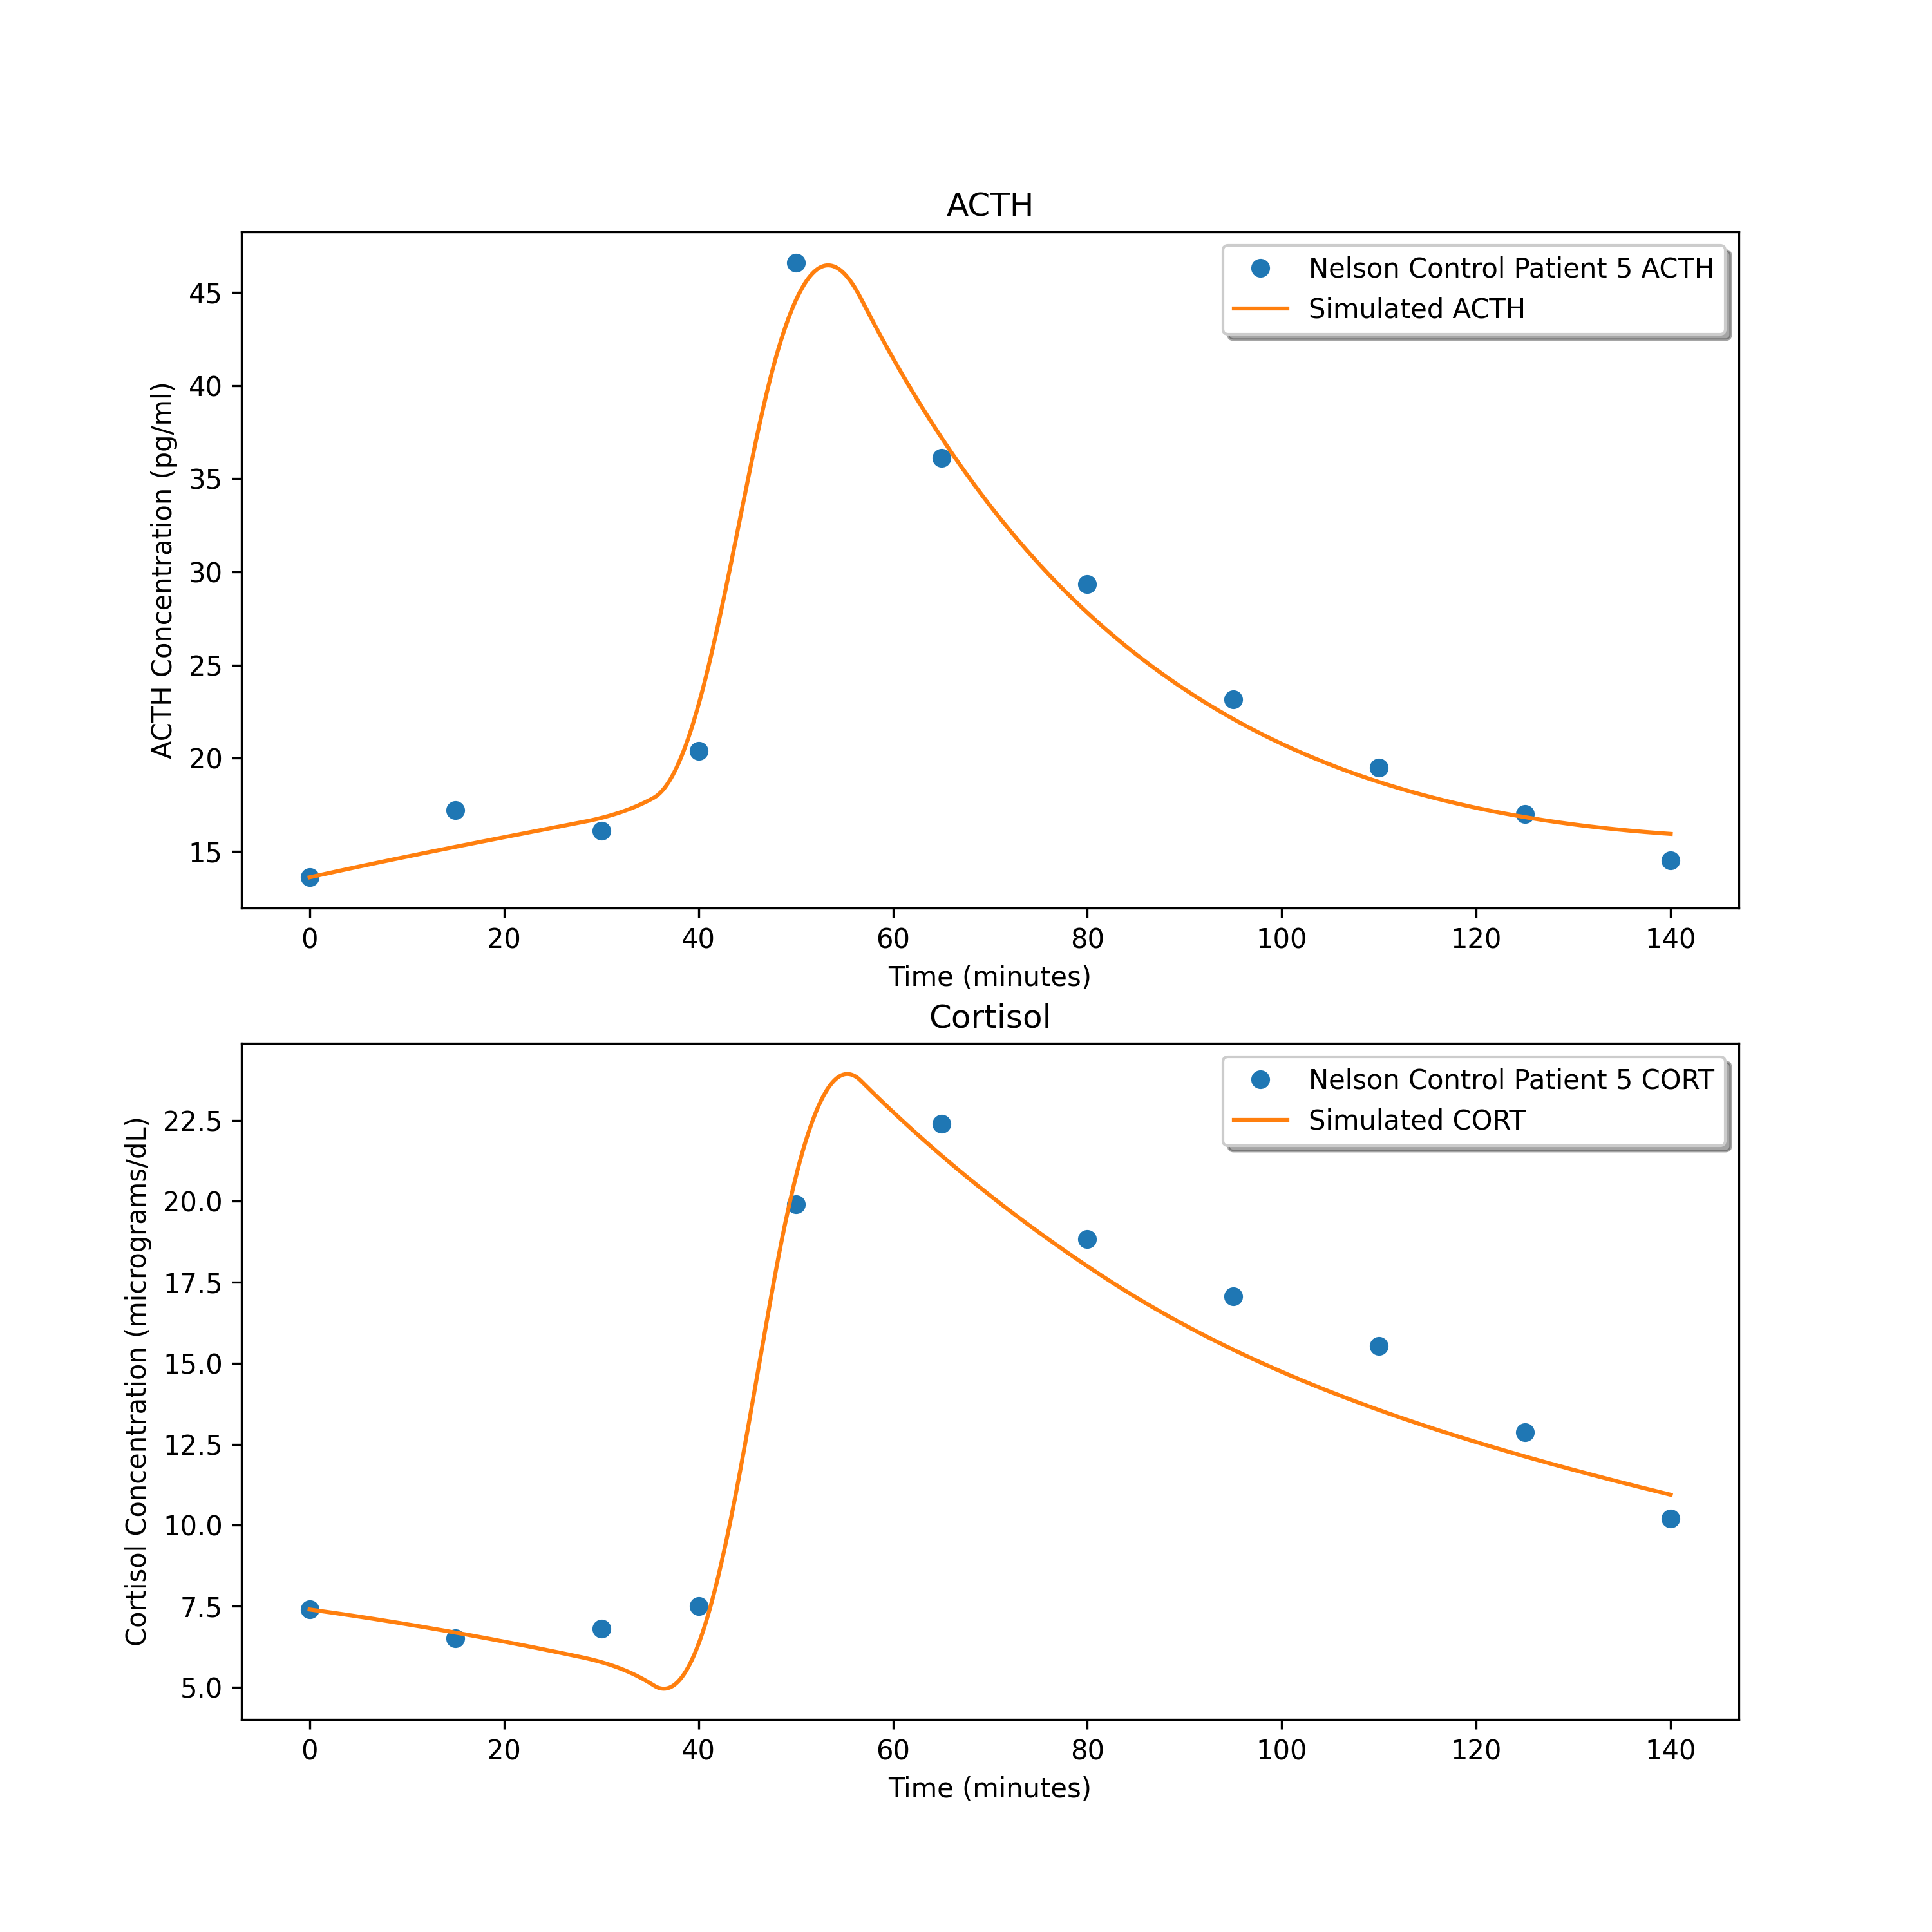 ACTH
Nelson Control Patient 5 ACTH
Simulated ACTH
ACTH Concentration (pg/ml)
45
40
35
30
25
20
15
0 20 40 60 80 100 120 140
Time (minutes)
Cortisol
Nelson Control Patient 5 CORT
Simulated CORT
Cortisol Concentration (micrograms/dL)
22.5
20.0
17.5
15.0
12.5
10.0
7.5
5.0
0 20 40 60 80 100 120 140
Time (minutes)